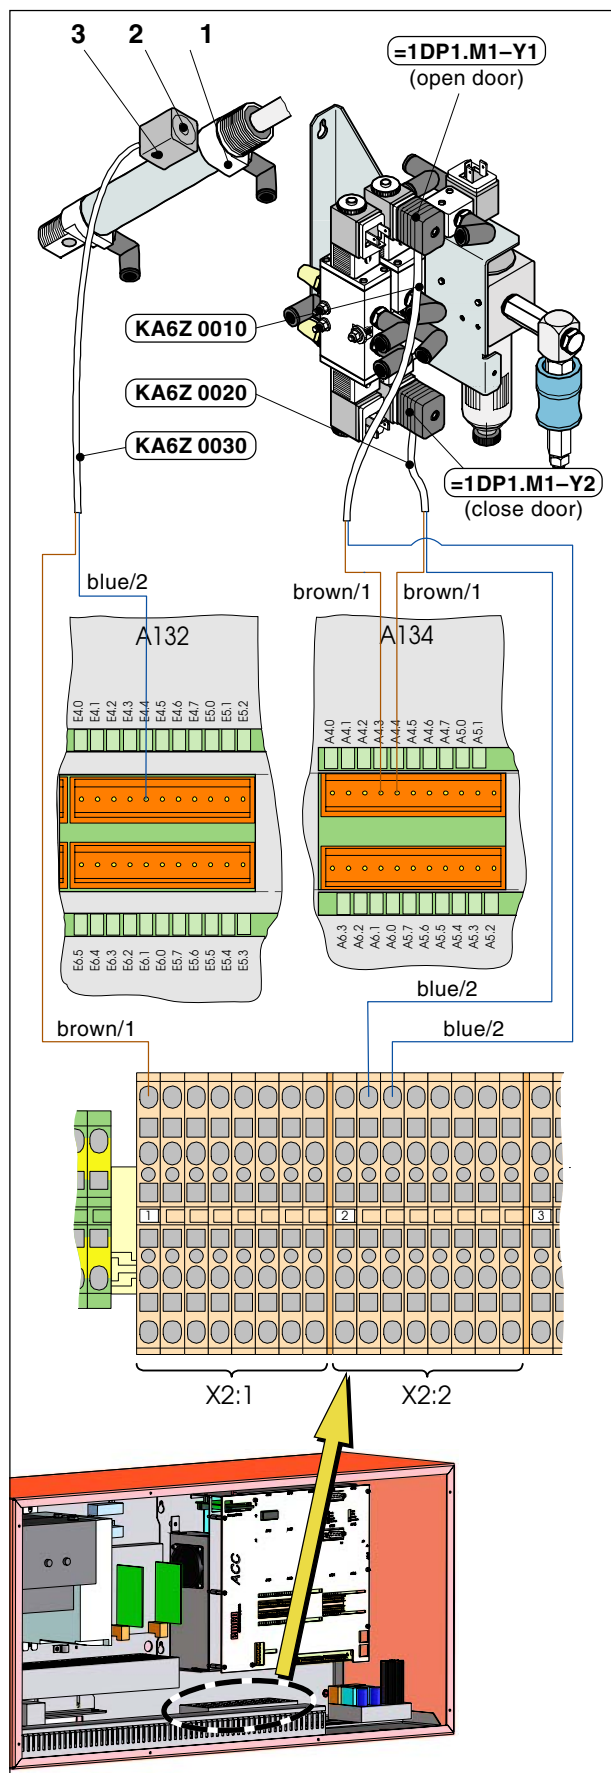 3 2 1
=1DP1.M1–Y1
(open door)
KA6Z 0010
KA6Z 0020
KA6Z 0030
=1DP1.M1–Y2
(close door)
blue/2
brown/1 brown/1
A132
A134
E4.0 E4.1 E4.2 E4.3 E4.4 E4.5 E4.6 E4.7 E5.0 E5.1 E5.2
A4.0 A4.1 A4.2 A4.3 A4.4 A4.5 A4.6 A4.7 A5.0 A5.1
E6.5 E6.4 E6.3 E6.2 E6.1 E6.0 E5.7 E5.6 E5.5 E5.4 E5.3
A6.3 A6.2 A6.1 A6.0 A5.7 A5.6 A5.5 A5.4 A5.3 A5.2
blue/2
brown/1
blue/2
1 2 3
X2:1 X2:2
ACC